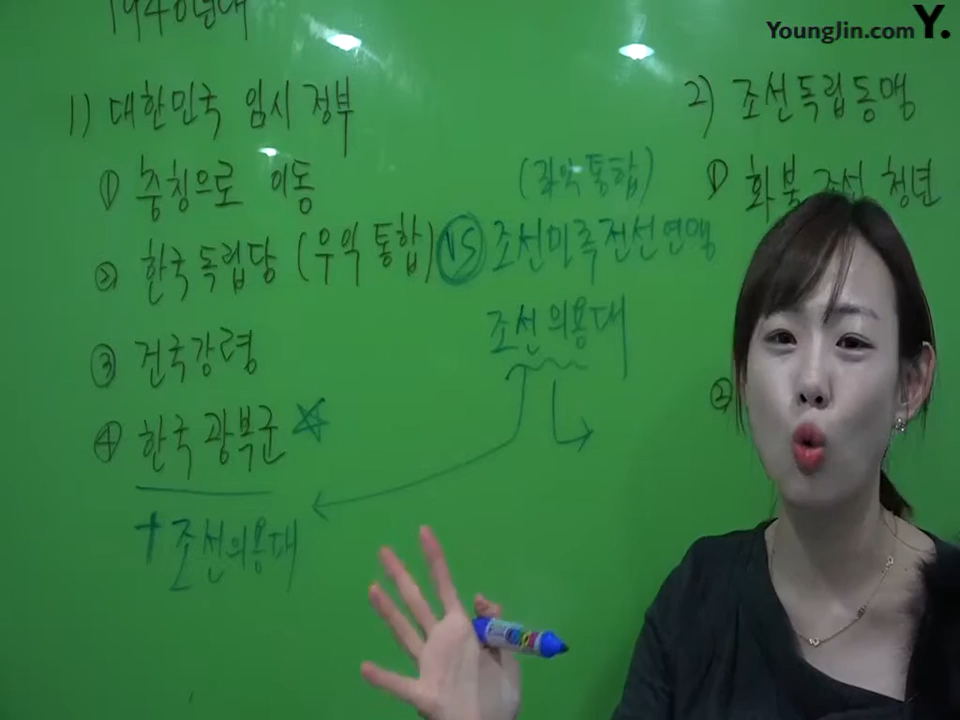 1940년대
YoungJin.com Y.
1) 대한민국 임시 정부
① 충칭으로 이동
② 한국독립당 (우익 통합)
③ 건국강령
④ 한국 광복군 ☆
+ 조선의용대
(좌익 통합)
VS 조선민족전선연맹
조선의용대
2) 조선독립동맹
① 화북 조선 청년
②